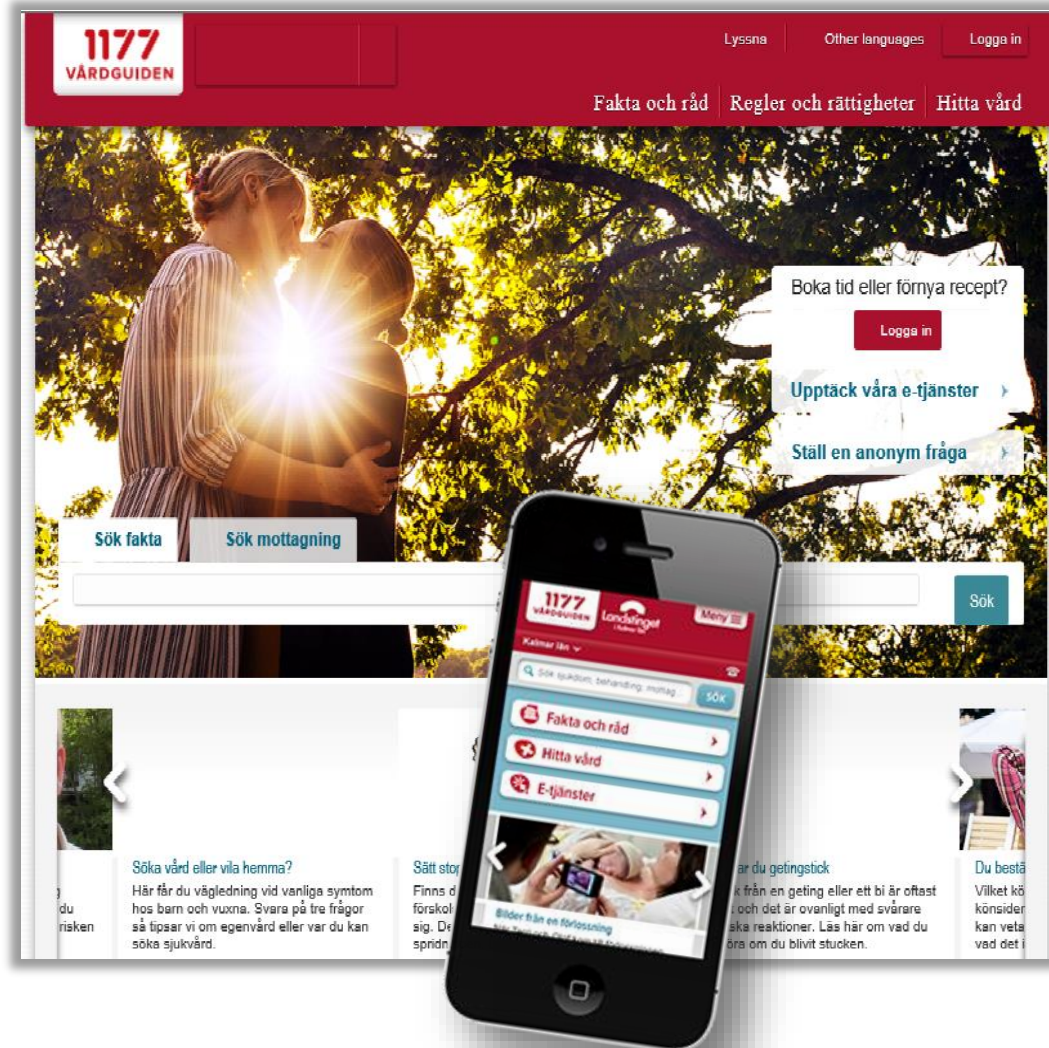 1177
VÅRDGUIDEN
Lyssna
Other languages
Logga in
Fakta och råd
Regler och rättigheter
Hitta vård
Boka tid eller förnya recept?
Logga in
Upptäck våra e-tjänster
Ställ en anonym fråga
Sök fakta
Sök mottagning
Sök
1177
VÅRDGUIDEN
Landstinget
i Kalmar län
Meny
Kalmar län
Sök sjukdom, behandling, mottag...
SÖK
Fakta och råd
Hitta vård
E-tjänster
Bilder från en förlossning
du
risken
Söka vård eller vila hemma?
Här får du vägledning vid vanliga symtom
hos barn och vuxna. Svara på tre frågor
så tipsar vi om egenvård eller var du kan
söka sjukvård.
Sätt stop
Finns d
förskol
sig. De
spridn
ar du getingstick
k från en geting eller ett bi är oftast
och det är ovanligt med svårare
ska reaktioner. Läs här om vad du
öra om du blivit stucken.
Du bestä
Vilket kö
könsider
kan veta
vad det i